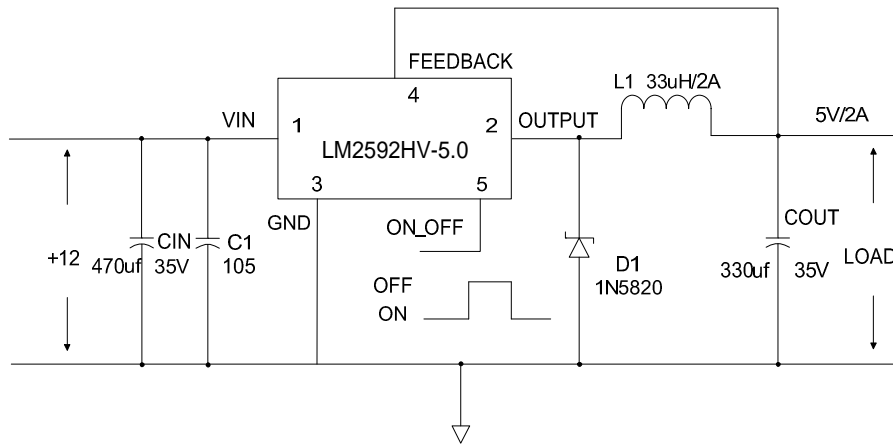 FEEDBACK
4
L1 33uH/2A
VIN
1
2
OUTPUT
5V/2A
LM2592HV-5.0
3
5
GND
ON_OFF
COUT
CIN
C1
+12
470uf
35V
105
D1
1N5820
330uf
35V
LOAD
OFF
ON